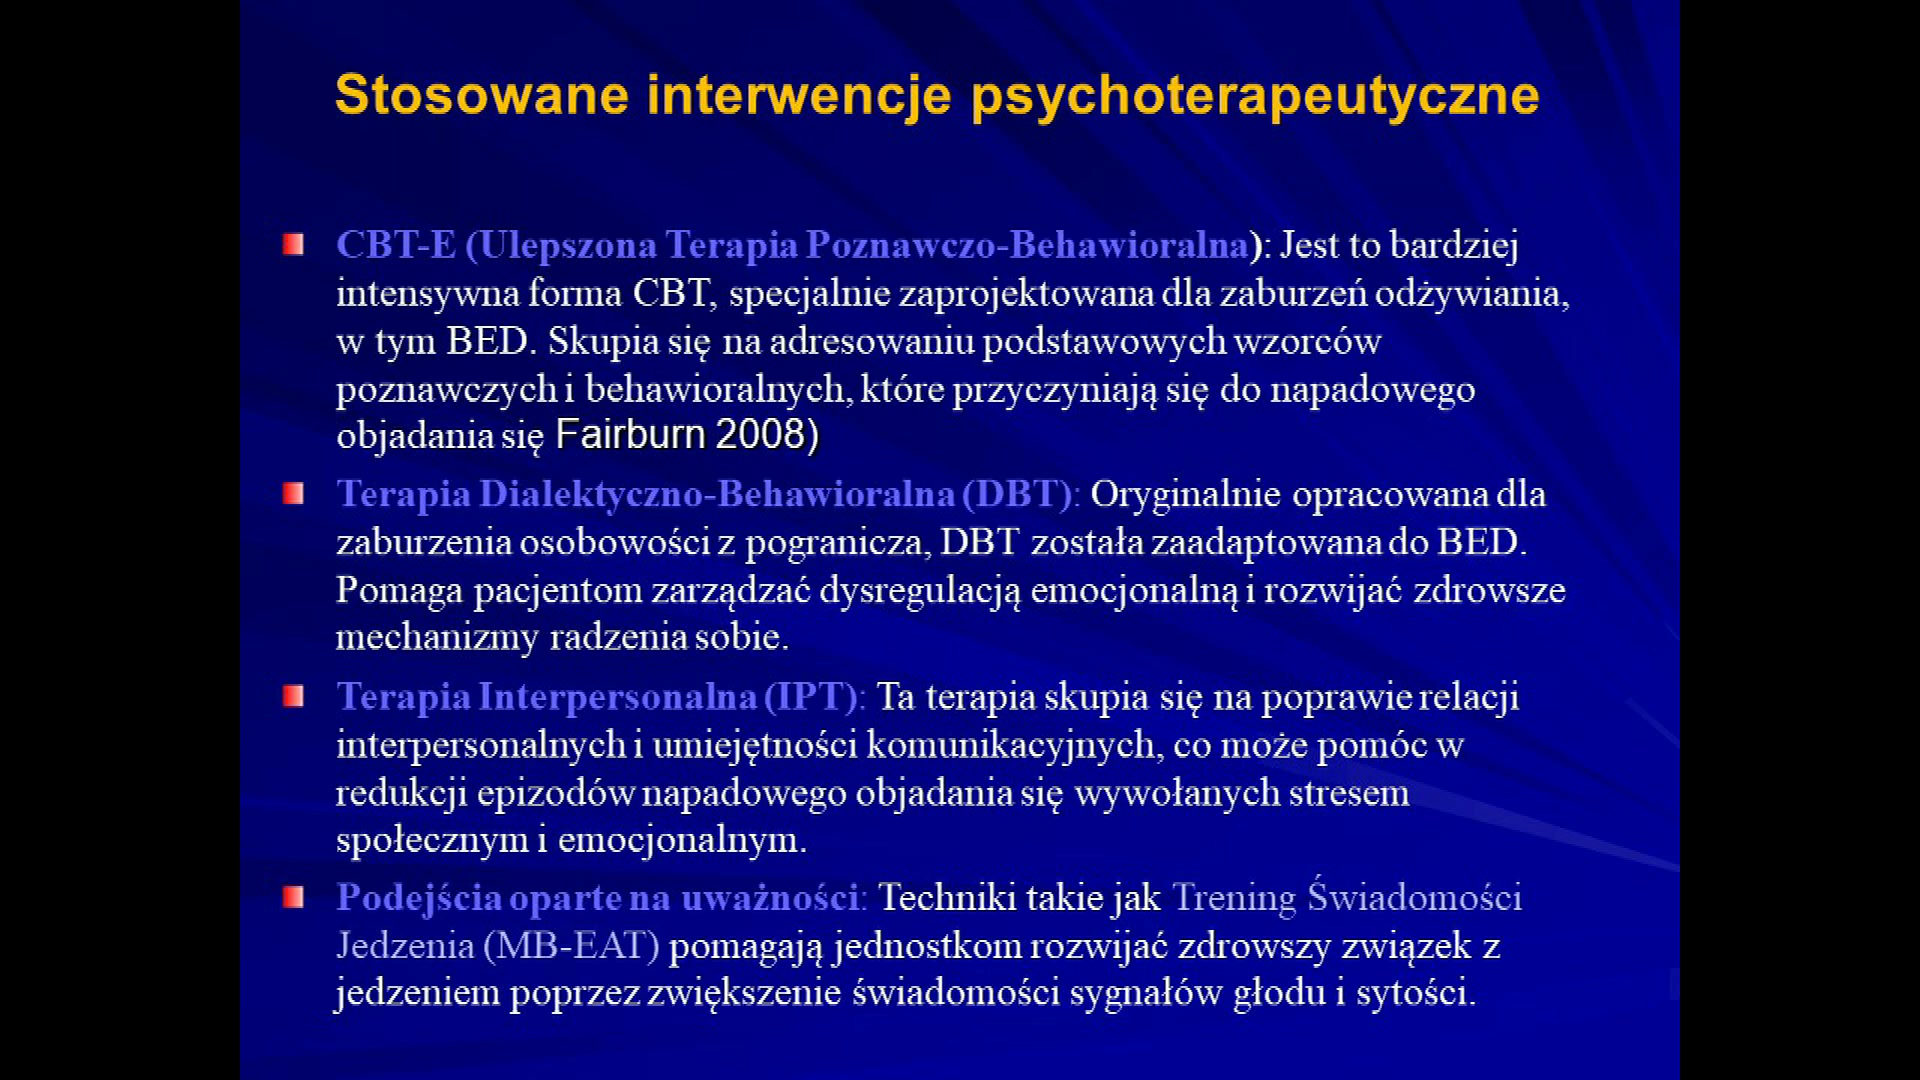 Stosowane interwencje psychoterapeutyczne
CBT-E (Ulepszona Terapia Poznawczo-Behawioralna): Jest to bardziej
intensywna forma CBT, specjalnie zaprojektowana dla zaburzeń odżywiania,
w tym BED. Skupia się na adresowaniu podstawowych wzorców
poznawczych i behawioralnych, które przyczyniają się do napadowego
objadania się Fairburn 2008)
Terapia Dialektyczno-Behawioralna (DBT): Oryginalnie opracowana dla
zaburzenia osobowości z pogranicza, DBT została zaadaptowana do BED.
Pomaga pacjentom zarządzać dysregulacją emocjonalną i rozwijać zdrowsze
mechanizmy radzenia sobie.
Terapia Interpersonalna (IPT): Ta terapia skupia się na poprawie relacji
interpersonalnych i umiejętności komunikacyjnych, co może pomóc w
redukcji epizodów napadowego objadania się wywołanych stresem
społecznym i emocjonalnym.
Podejścia oparte na uważności: Techniki takie jak Trening Świadomości
Jedzenia (MB-EAT) pomagają jednostkom rozwijać zdrowszy związek z
jedzeniem poprzez zwiększenie świadomości sygnałów głodu i sytości.